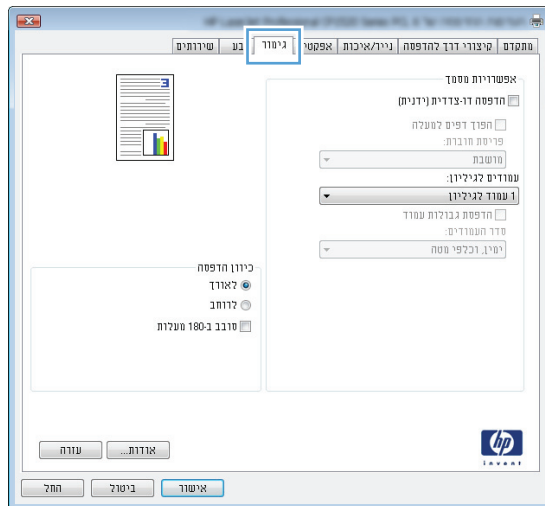 מתקדם קיצורי דרך להדפסה נייר/איכות גימור שירותים
אפשרויות מסמך
הדפסה דו-צדדית (ידנית)
הפוך דפים למעלה
פריסת חוברת:
מושבת
עמודים לגיליון:
1 עמוד לגיליון
הדפסת גבולות עמוד
סדר העמודים:
ימין, וכלפי מטה
3
כיוון הדפסה
לאורך
לרוחב
סובב ב-180 מעלות
hp
invent
אודות... עזרה
אישור ביטול החל